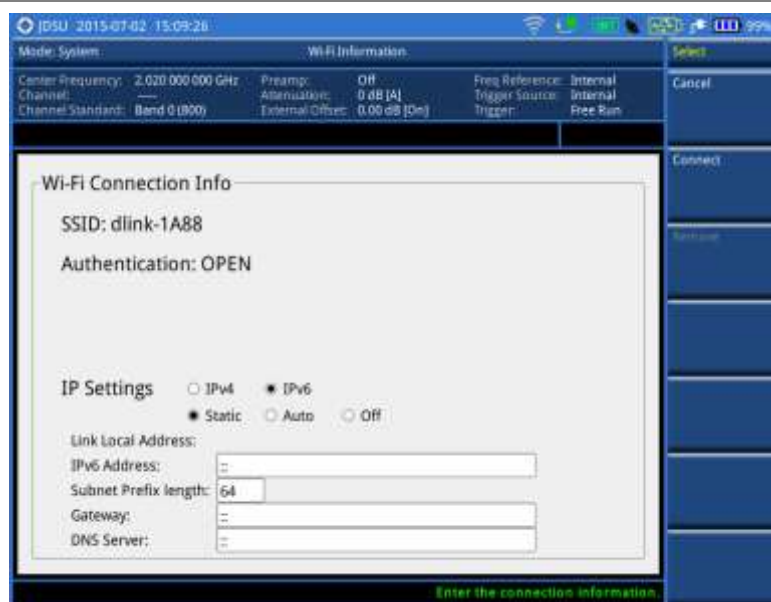 JDSU 2015-07-02 15:09:26
99%
Mode: System Wi-Fi Information Select
Center Frequency: 2.020 000 000 GHz Preamp: Off Freq Reference: Internal
Channel: ---- Attenuation: 0 dB [A] Trigger Source: Internal
Channel Standard: Band 0 (800) External Offset: 0.00 dB [On] Trigger: Free Run
Cancel
Connect
Remove
Wi-Fi Connection Info
SSID: dlink-1A88
Authentication: OPEN
IP Settings IPv4 IPv6
Static Auto Off
Link Local Address:
IPv6 Address: ::
Subnet Prefix length: 64
Gateway: ::
DNS Server: ::
Enter the connection information.